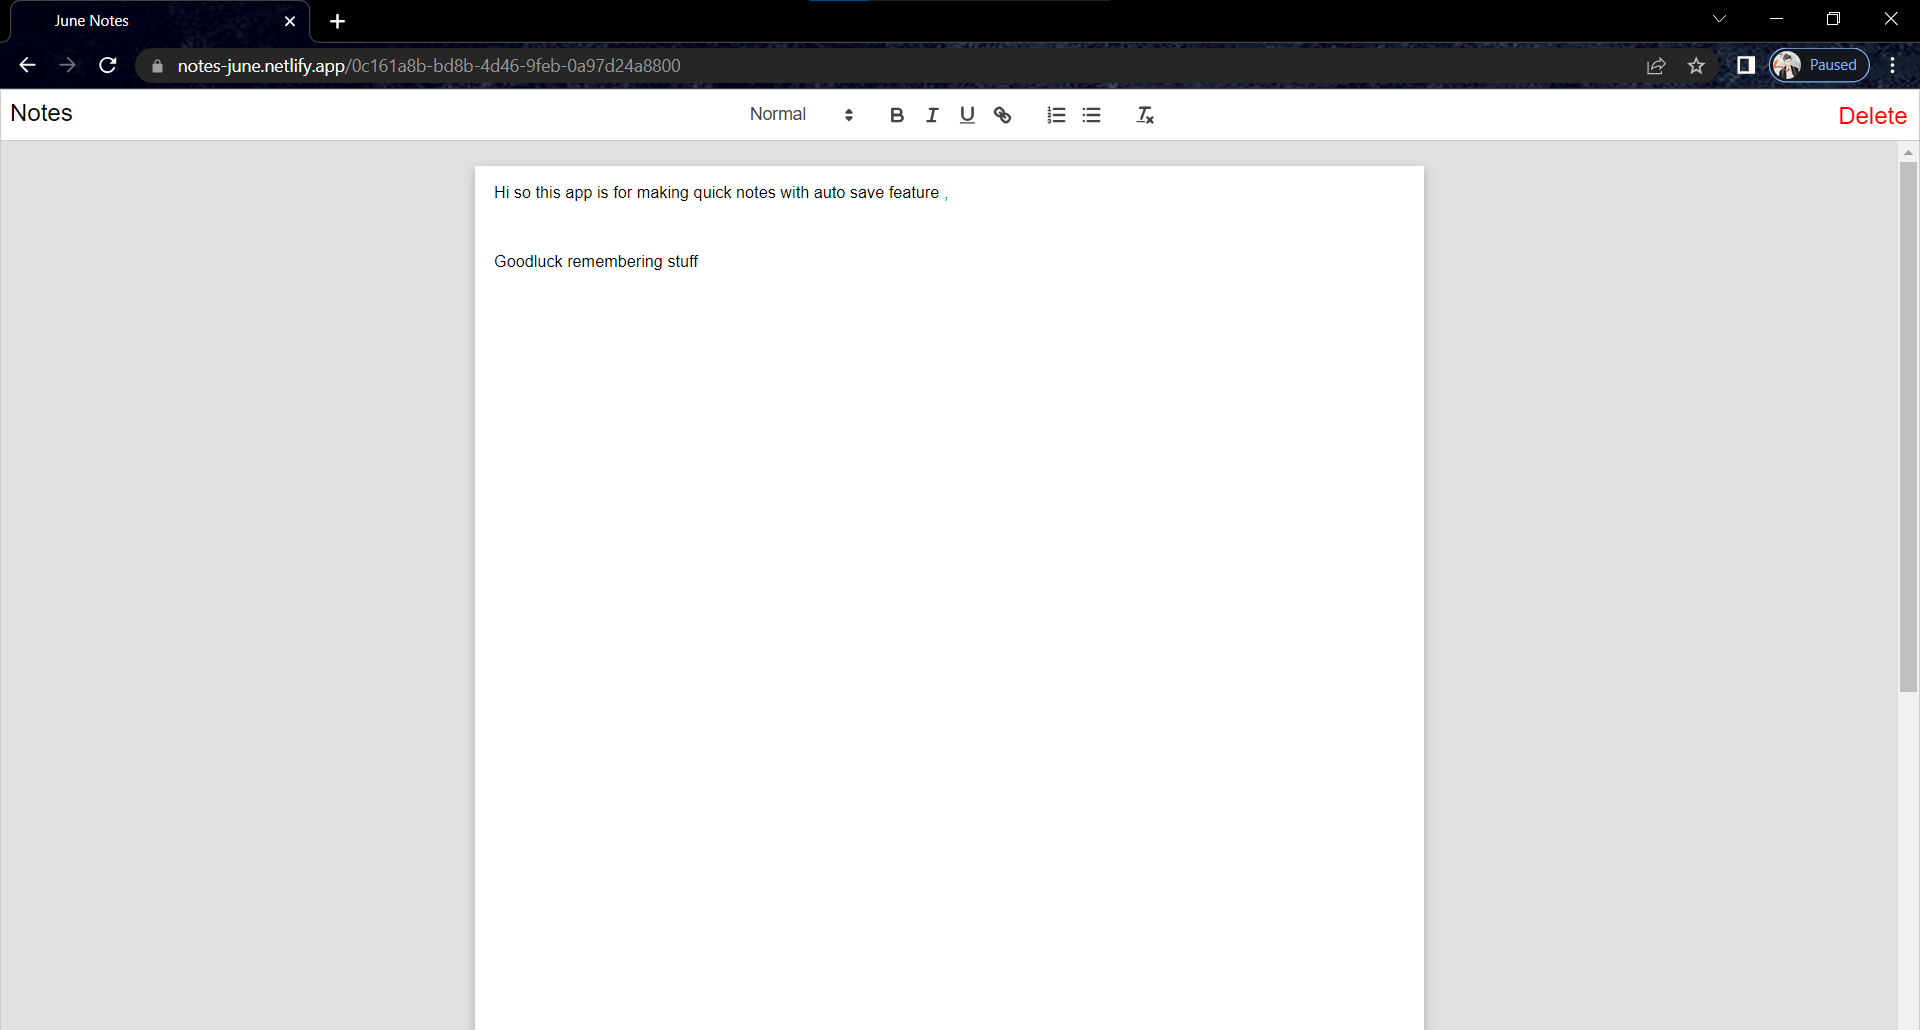 June Notes
notes-june.netlify.app/0c161a8b-bd8b-4d46-9feb-0a97d24a8800
Paused
Notes
Normal
Delete
Hi so this app is for making quick notes with auto save feature ,
Goodluck remembering stuff